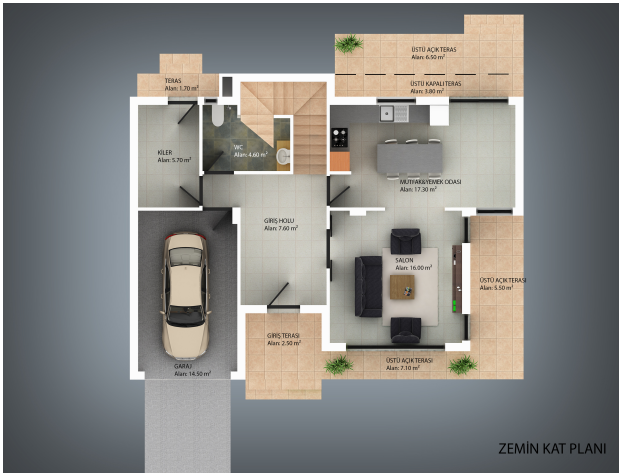 ÜSTÜ AÇIK TERAS
Alan: 6.50 m²
ÜSTÜ KAPALI TERAS
Alan: 3.80 m²
TERAS
Alan: 1.70 m²
KİLER
Alan: 5.70 m²
WC
Alan: 4.60 m²
MUTFAK&YEMEK ODASI
Alan: 17.30 m²
GİRİŞ HOLU
Alan: 7.60 m²
SALON
Alan: 16.00 m²
ÜSTÜ AÇIK TERASI
Alan: 5.50 m²
GİRİŞ TERASI
Alan: 2.50 m²
ÜSTÜ AÇIK TERASI
Alan: 7.10 m²
GARAJ
Alan: 14.50 m²
ZEMİN KAT PLANI